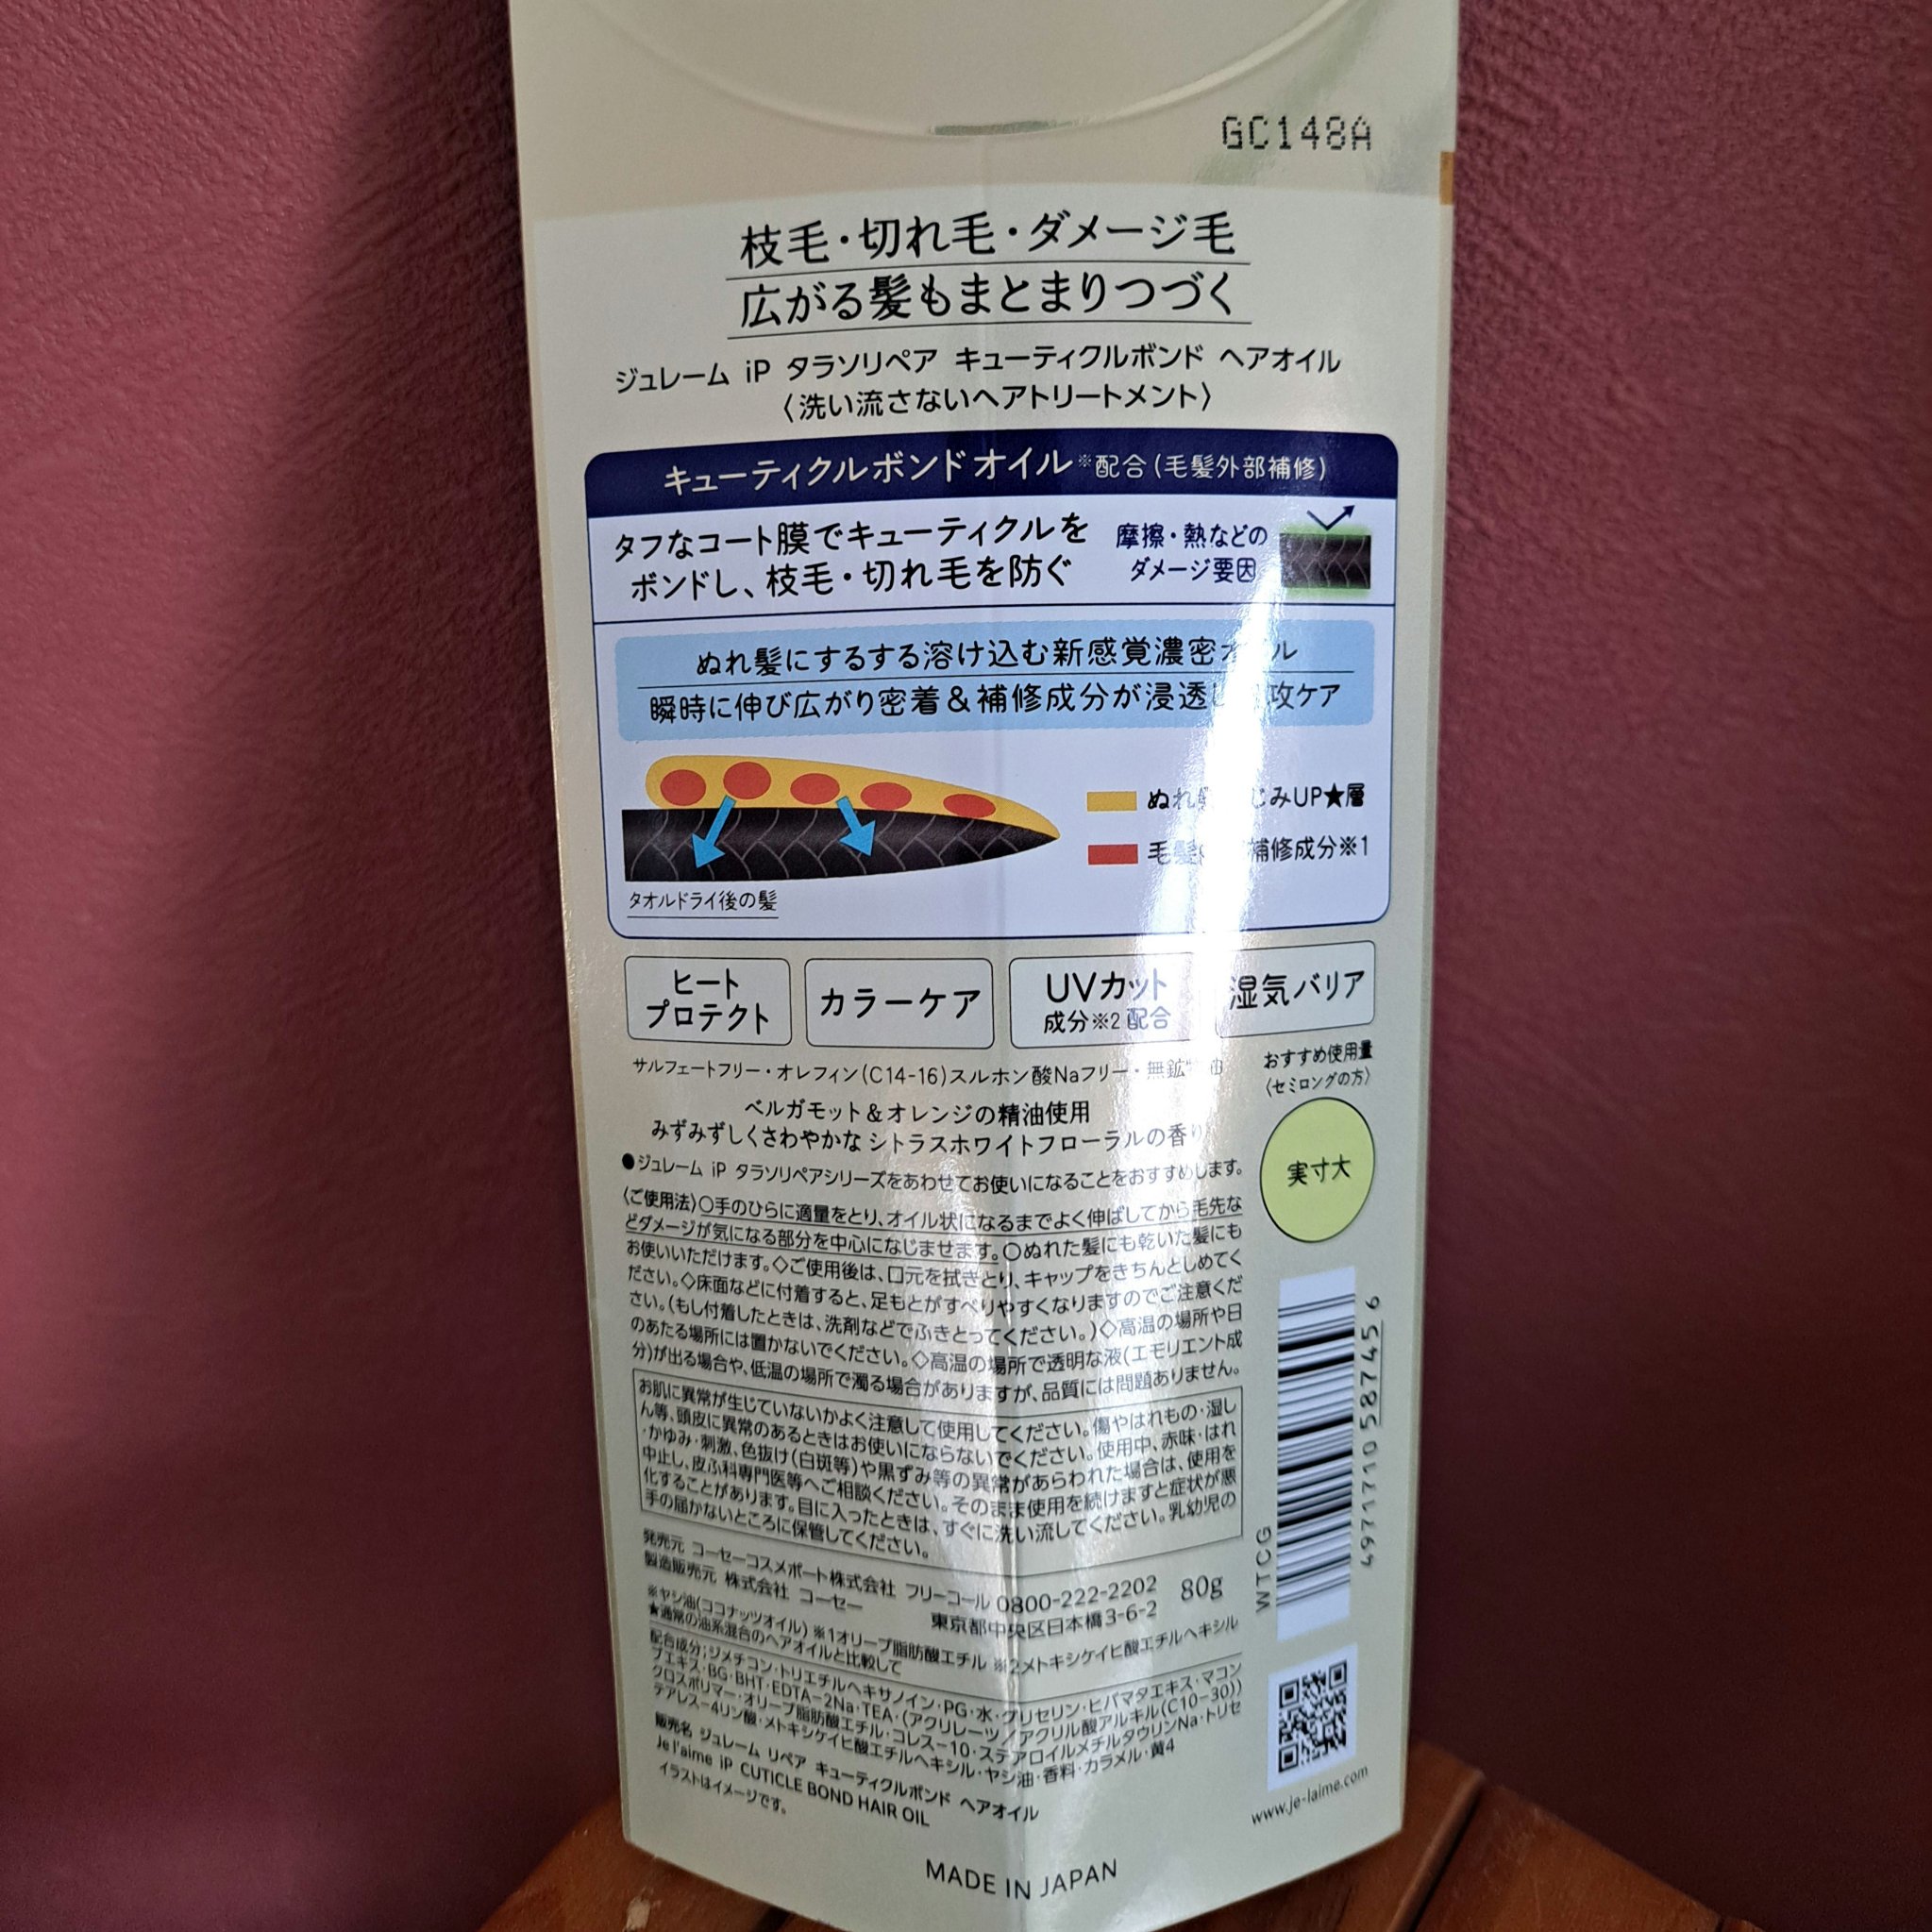 GC148A
枝毛・切れ毛・ダメージ毛
広がる髪もまとまりつづく
ジュレーム iP タラソリペア キューティクルボンド ヘアオイル
〈洗い流さないヘアトリートメント〉
キューティクルボンドオイル※配合(毛髪外部補修)
タフなコート膜でキューティクルを
ボンドし、枝毛・切れ毛を防ぐ
摩擦・熱などの
ダメージ要因
ぬれ髪にするする溶け込む新感覚濃密
瞬時に伸び広がり密着&補修成分が浸透 攻ケア
ぬれ じみUP★層
毛髪 補修成分※1
タオルドライ後の髪
ヒート
プロテクト
カラーケア
UVカット
成分※2配合
湿気バリア
サルフェートフリー・オレフィン(C14-16)スルホン酸Naフリー・無鉱 油
おすすめ使用量
〈セミロングの方〉
実寸大
ベルガモット&オレンジの精油使用
みずみずしくさわやかな シトラスホワイトフローラルの香り
●ジュレーム iP タラソリペアシリーズをあわせてお使いになることをおすすめします。
〈ご使用法〉○手のひらに適量をとり、オイル状になるまでよく伸ばしてから毛先な
どダメージが気になる部分を中心になじませます。○ぬれた髪にも乾いた髪にも
お使いいただけます。◇ご使用後は、口元を拭きとり、キャップをきちんとしめてく
ださい。◇床面などに付着すると、足もとがすべりやすくなりますのでご注意くだ
さい。(もし付着したときは、洗剤などでふきとってください。)◇高温の場所や日
のあたる場所には置かないでください。◇高温の場所で透明な液(エモリエント成
分)が出る場合や、低温の場所で濁る場合がありますが、品質には問題ありません。
お肌に異常が生じていないかよく注意して使用してください。傷やはれもの・湿し
ん等、頭皮に異常のあるときはお使いにならないでください。使用中、赤味・はれ
・かゆみ・刺激、色抜け(白斑等)や黒ずみ等の異常があらわれた場合は、使用を
中止し、皮ふ科専門医等へご相談ください。そのまま使用を続けますと症状が悪
化することがあります。目に入ったときは、すぐに洗い流してください。乳幼児の
手の届かないところに保管してください。
発売元 コーセーコスメポート株式会社 フリーコール 0800-222-2202
製造販売元 株式会社 コーセー 東京都中央区日本橋3-6-2
80g
※ヤシ油(ココナッツオイル) ※1オリーブ脂肪酸エチル ※2メトキシケイヒ酸エチルヘキシル
★通常の油系混合のヘアオイルと比較して
配合成分;ジメチコン・トリエチルヘキサノイン・PG・水・グリセリン・ヒバマタエキス・マコン
ブエキス・BG・BHT・EDTA-2Na・TEA・(アクリレーツ/アクリル酸アルキル(C10-30))
クロスポリマー・オリーブ脂肪酸エチル・コレス-10・ステアロイルメチルタウリンNa・トリセ
テアレス-4リン酸・メトキシケイヒ酸エチルヘキシル・ヤシ油・香料・カラメル・黄4
販売名 ジュレーム リペア キューティクルボンド ヘアオイル
Je l'aime iP CUTICLE BOND HAIR OIL
イラストはイメージです。
WTCG
4971710587456
www.je-laime.com
MADE IN JAPAN